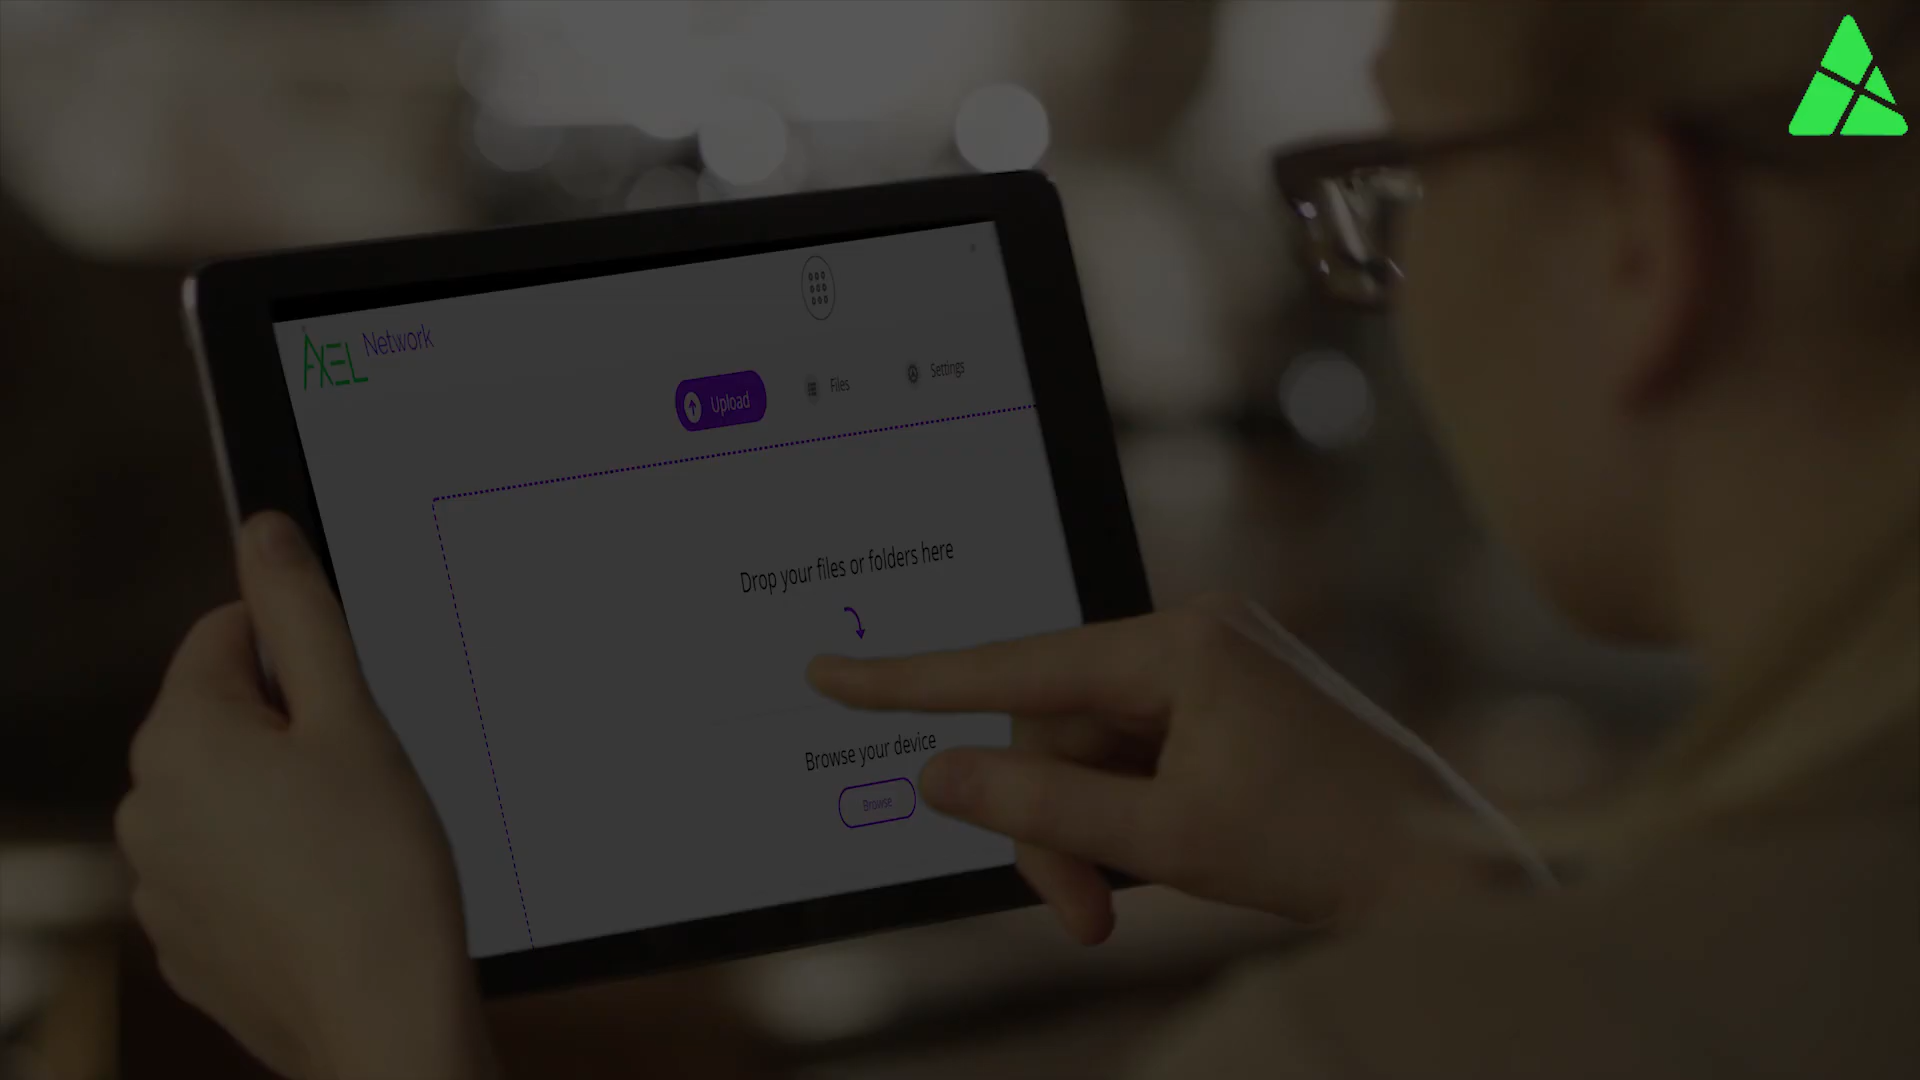 AXEL Network
Upload
Files
Settings
Drop your files or folders here
Browse your device
Browse